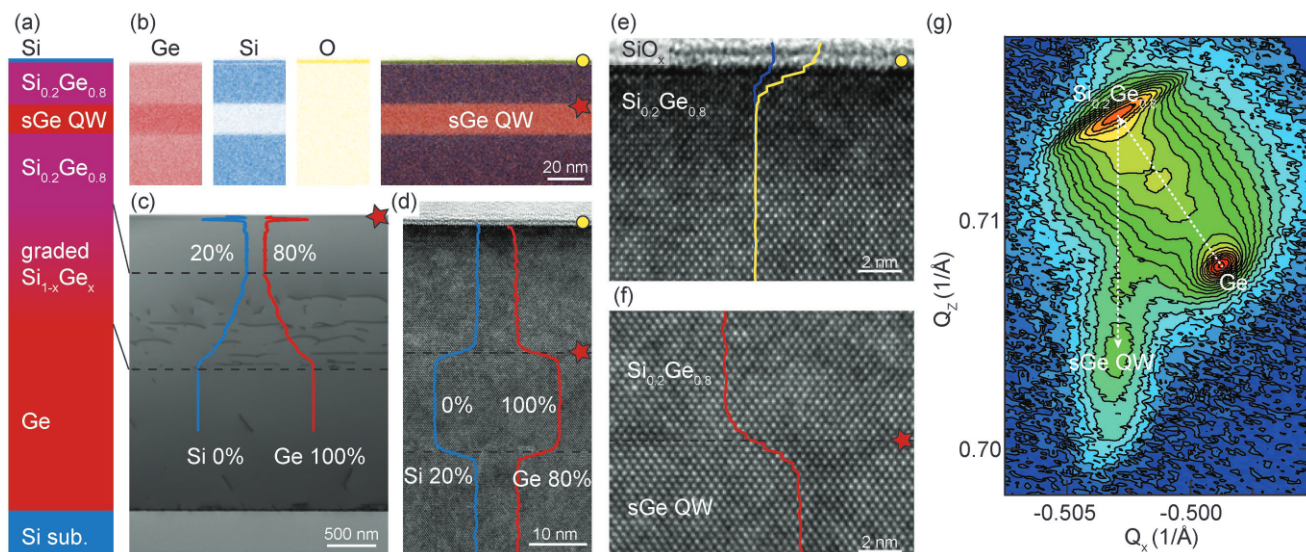 (a)
Si
Si0.2Ge0.8
sGe QW
Si0.2Ge0.8
graded
Si1-xGex
Ge
Si sub.
(b)
Ge
Si
O
sGe QW
20 nm
(c)
20%
80%
Si 0%
Ge 100%
500 nm
(d)
0%
100%
Si 20%
Ge 80%
10 nm
(e)
SiOx
Si0.2Ge0.8
2 nm
(f)
Si0.2Ge0.8
sGe QW
2 nm
(g)
Si0.2Ge0.8
Ge
sGe QW
0.71
0.70
Qz (1/Å)
-0.505
-0.500
Qx (1/Å)